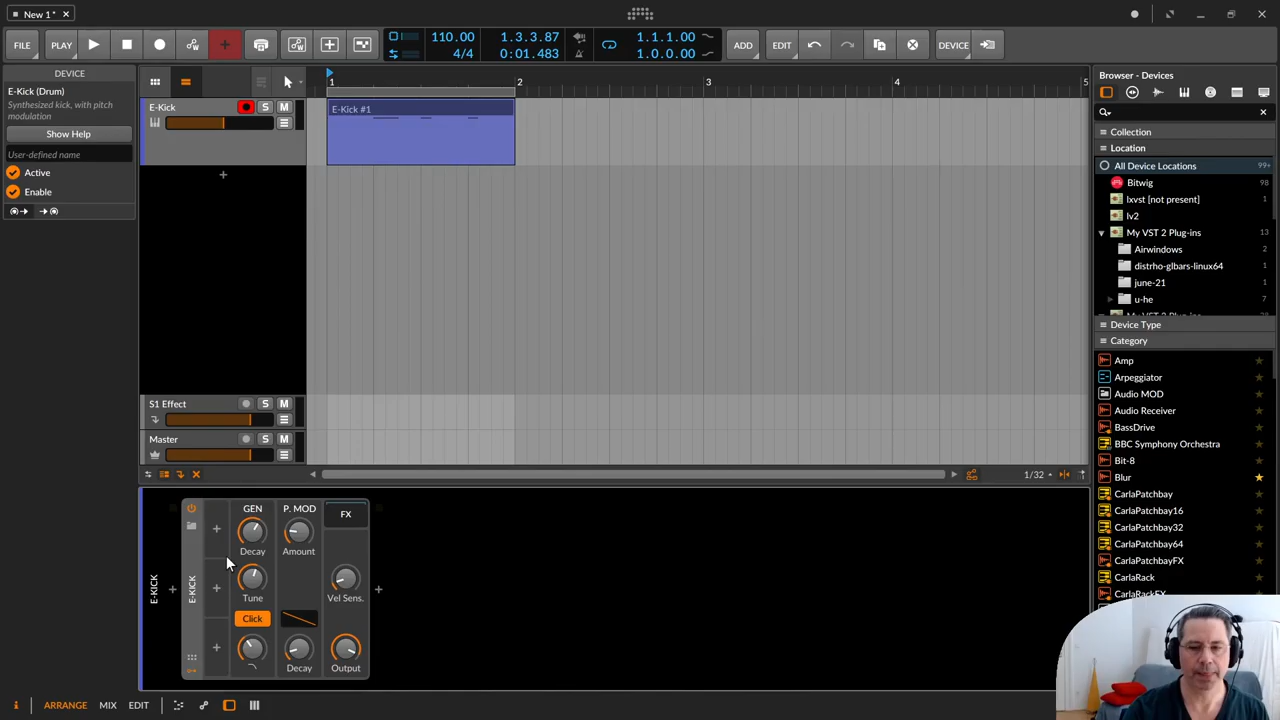 New 1 *
FILE
PLAY
110.00
4/4
1.3.3.87
0:01.483
1.1.1.00
1.0.0.00
ADD
EDIT
DEVICE
DEVICE
E-Kick (Drum)
Synthesized kick, with pitch
modulation
Show Help
User-defined name
Active
Enable
1
2
3
4
5
E-Kick
S
M
E-Kick #1
S1 Effect
S
M
Master
S
M
1/32
E-KICK
E-KICK
GEN
P. MOD
FX
Decay
Amount
Tune
Vel Sens.
Click
Decay
Output
ARRANGE
MIX
EDIT
Browser - Devices
Collection
Location
All Device Locations
99+
Bitwig
98
lxvst [not present]
1
lv2
My VST 2 Plug-ins
13
Airwindows
2
distrho-glbars-linux64
1
june-21
1
u-he
7
Device Type
Category
Amp
Arpeggiator
Audio MOD
Audio Receiver
BassDrive
BBC Symphony Orchestra
Bit-8
Blur
CarlaPatchbay
CarlaPatchbay16
CarlaPatchbay32
CarlaPatchbay64
CarlaPatchbayFX
CarlaRack
CarlaRackFX